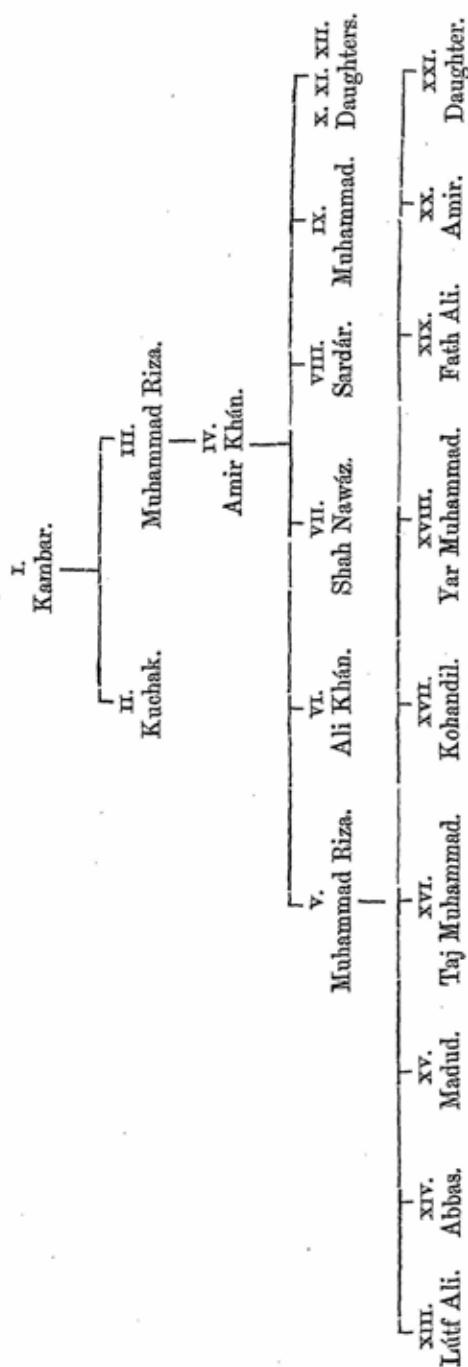 I.
Kambar.
II. III.
Kuchak. Muhammad Riza.
IV.
Amir Khán.
V. VI. VII. VIII. IX. X. XI. XII.
Muhammad Riza. Ali Khán. Shah Nawáz. Sardár. Muhammad. Daughters.
XIII. XIV. XV. XVI. XVII. XVIII. XIX. XX. XXI.
Lútf Ali. Abbas. Madud. Taj Muhammad. Kohandil. Yar Muhammad. Fath Ali. Amir. Daughter.